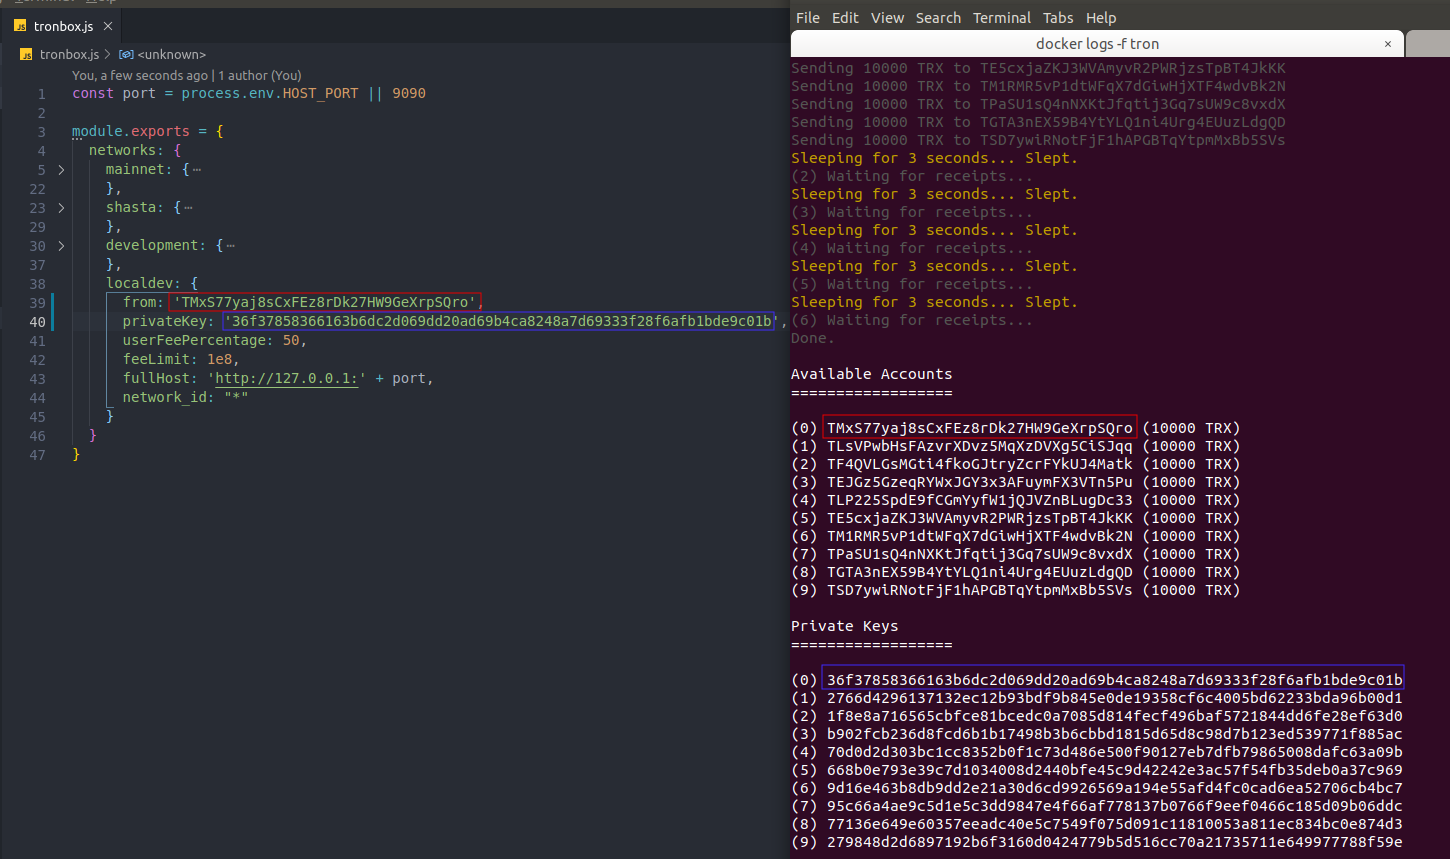 tronbox.js
tronbox.js > <unknown>
You, a few seconds ago | 1 author (You)
1 const port = process.env.HOST_PORT || 9090
2
3 module.exports = {
4 networks: {
5 mainnet: {…
22 },
23 shasta: {…
29 },
30 development: {…
37 },
38 localdev: {
39 from: 'TMxS77yaj8sCxFEz8rDk27HW9GeXrpSQro',
40 privateKey: '36f37858366163b6dc2d069dd20ad69b4ca8248a7d69333f28f6afb1bde9c01b',
41 userFeePercentage: 50,
42 feeLimit: 1e8,
43 fullHost: 'http://127.0.0.1:' + port,
44 network_id: "*"
45 }
46 }
47 }
File Edit View Search Terminal Tabs Help
docker logs -f tron
Sending 10000 TRX to TE5cxjaZKJ3WVAmyvR2PWRjzsTpBT4JkKK
Sending 10000 TRX to TM1RMR5vP1dtWFqX7dGiwHjXTF4wdvBk2N
Sending 10000 TRX to TPaSU1sQ4nNXKtJfqtij3Gq7sUW9c8vxdX
Sending 10000 TRX to TGTA3nEX59B4YtYLQ1ni4Urg4EUuzLdgQD
Sending 10000 TRX to TSD7ywiRNotFjF1hAPGBTqYtpmMxBb5SVs
Sleeping for 3 seconds... Slept.
(2) Waiting for receipts...
Sleeping for 3 seconds... Slept.
(3) Waiting for receipts...
Sleeping for 3 seconds... Slept.
(4) Waiting for receipts...
Sleeping for 3 seconds... Slept.
(5) Waiting for receipts...
Sleeping for 3 seconds... Slept.
(6) Waiting for receipts...
Done.
Available Accounts
==================
(0) TMxS77yaj8sCxFEz8rDk27HW9GeXrpSQro (10000 TRX)
(1) TLsVPwbHsFAzvrXDvz5MqXzDVXg5CiSJqq (10000 TRX)
(2) TF4QVLGsMGti4fkoGJtryZcrFYkUJ4Matk (10000 TRX)
(3) TEJGz5GzeqRYWxJGY3x3AFuymFX3VTn5Pu (10000 TRX)
(4) TLP225SpdE9fCGmYyfW1jQJVZnBLugDc33 (10000 TRX)
(5) TE5cxjaZKJ3WVAmyvR2PWRjzsTpBT4JkKK (10000 TRX)
(6) TM1RMR5vP1dtWFqX7dGiwHjXTF4wdvBk2N (10000 TRX)
(7) TPaSU1sQ4nNXKtJfqtij3Gq7sUW9c8vxdX (10000 TRX)
(8) TGTA3nEX59B4YtYLQ1ni4Urg4EUuzLdgQD (10000 TRX)
(9) TSD7ywiRNotFjF1hAPGBTqYtpmMxBb5SVs (10000 TRX)
Private Keys
==================
(0) 36f37858366163b6dc2d069dd20ad69b4ca8248a7d69333f28f6afb1bde9c01b
(1) 2766d4296137132ec12b93bdf9b845e0de19358cf6c4005bd62233bda96b00d1
(2) 1f8e8a716565cbfce81bcedc0a7085d814fecf496baf5721844dd6fe28ef63d0
(3) b902fcb236d8fcd6b1b17498b3b6cbbd1815d65d8c98d7b123ed539771f885ac
(4) 70d0d2d303bc1cc8352b0f1c73d486e500f90127eb7dfb79865008dafc63a09b
(5) 668b0e793e39c7d1034008d2440bfe45c9d42242e3ac57f54fb35deb0a37c969
(6) 9d16e463b8db9dd2e21a30d6cd9926569a194e55afd4fc0cad6ea52706cb4bc7
(7) 95c66a4ae9c5d1e5c3dd9847e4f66af778137b0766f9eef0466c185d09b06ddc
(8) 77136e649e60357eeadc40e5c7549f075d091c11810053a811ec834bc0e874d3
(9) 279848d2d6897192b6f3160d0424779b5d516cc70a21735711e649977788f59e